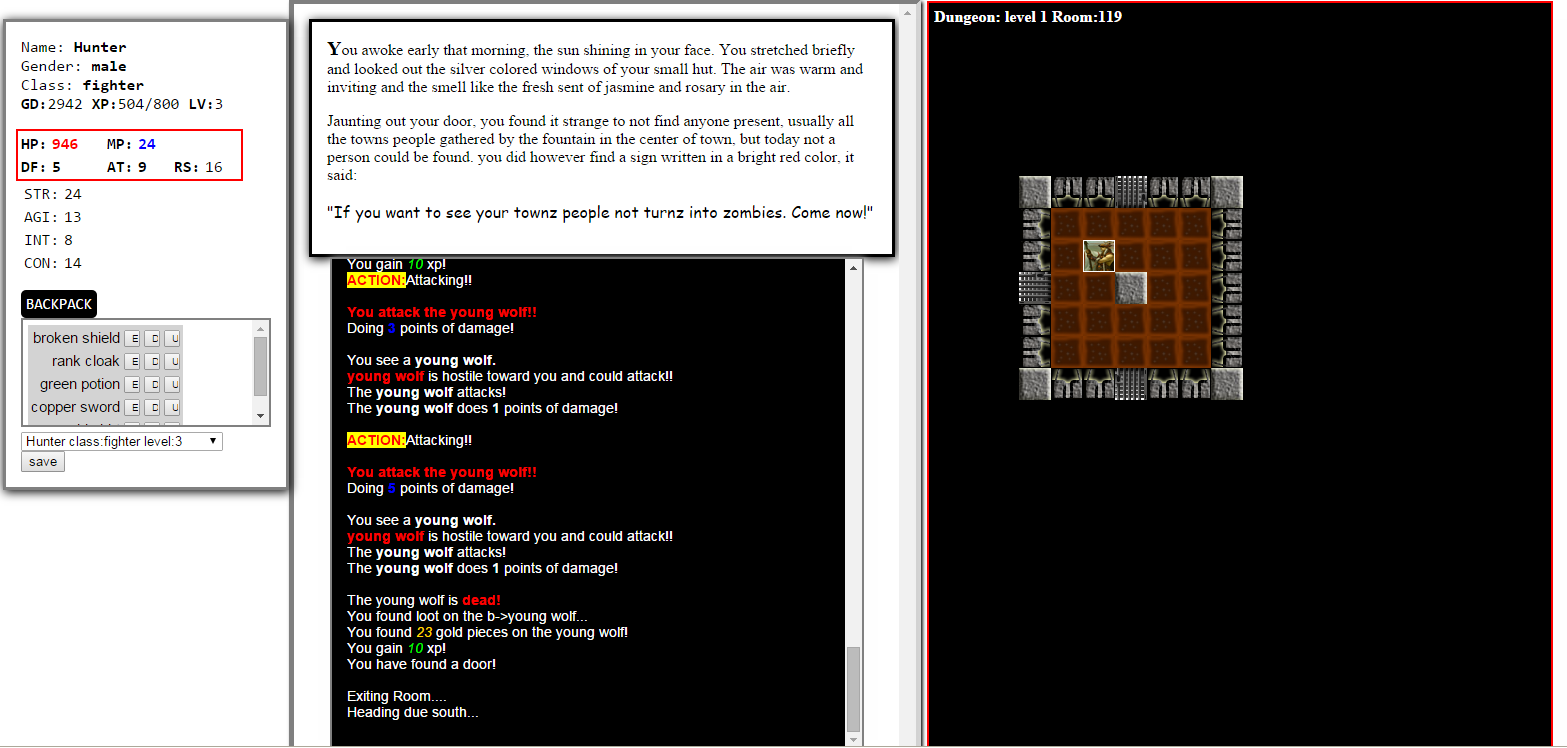 Name: Hunter
Gender: male
Class: fighter
GD:2942 XP:504/800 LV:3
HP: 946 MP: 24
DF: 5 AT: 9 RS: 16
STR: 24
AGI: 13
INT: 8
CON: 14
BACKPACK
broken shield E D U
rank cloak E D U
green potion E D U
copper sword E D U
Hunter class:fighter level:3
save
You awoke early that morning, the sun shining in your face. You stretched briefly
and looked out the silver colored windows of your small hut. The air was warm and
inviting and the smell like the fresh sent of jasmine and rosary in the air.
Jaunting out your door, you found it strange to not find anyone present, usually all
the towns people gathered by the fountain in the center of town, but today not a
person could be found. you did however find a sign written in a bright red color, it
said:
"If you want to see your townz people not turnz into zombies. Come now!"
You gain 10 xp!
ACTION:Attacking!!
You attack the young wolf!!
Doing 3 points of damage!
You see a young wolf.
young wolf is hostile toward you and could attack!!
The young wolf attacks!
The young wolf does 1 points of damage!
ACTION:Attacking!!
You attack the young wolf!!
Doing points of damage!
You see a young wolf.
young wolf is hostile toward you and could attack!!
The young wolf attacks!
The young wolf does 1 points of damage!
The young wolf is dead!
You found loot on the b->young wolf...
You found 23 gold pieces on the young wolf!
You gain 10 xp!
You have found a door!
Exiting Room....
Heading due south...
Dungeon: level 1 Room:119